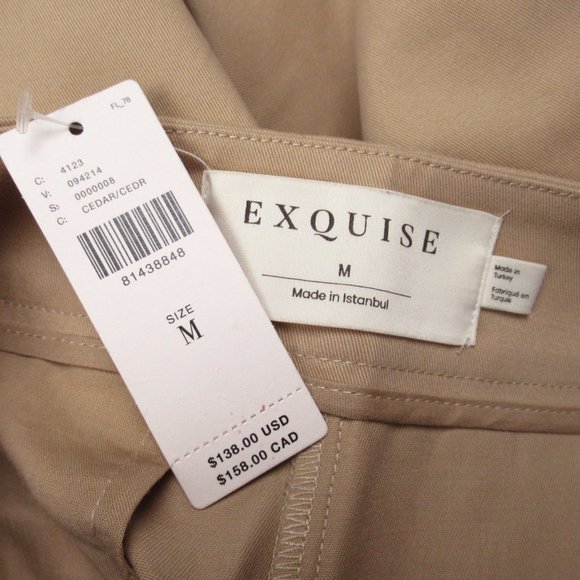 FL_78
C: 4123
V: 094214
S: 0000008
C: CEDAR/CEDR
81438848
SIZE
M
$138.00 USD
$158.00 CAD
EXQUISE
M
Made in Istanbul
Made in
Turkey
Fabriqué en
Turquie